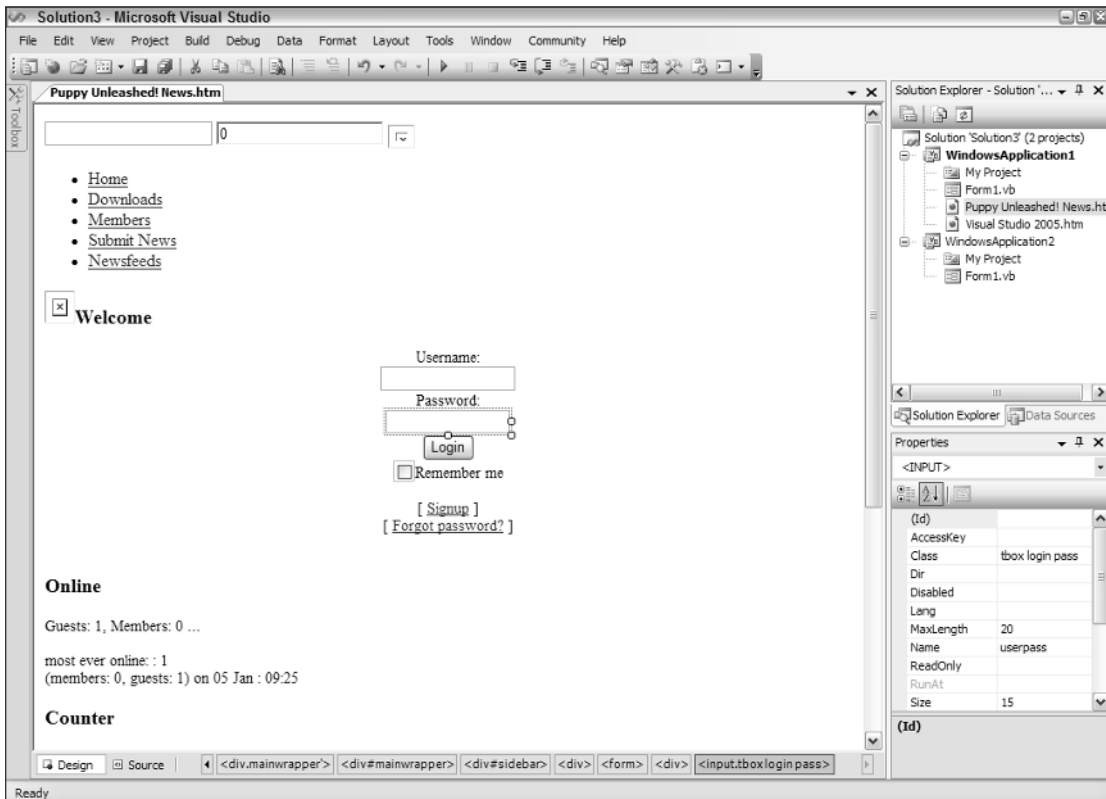 Solution3 - Microsoft Visual Studio
File Edit View Project Build Debug Data Format Layout Tools Window Community Help
Toolbox
Puppy Unleashed! News.htm
0
Home
Downloads
Members
Submit News
Newsfeeds
Welcome
Username:
Password:
Login
Remember me
[ Signup ]
[ Forgot password? ]
Online
Guests: 1, Members: 0 ...
most ever online: : 1
(members: 0, guests: 1) on 05 Jan : 09:25
Counter
Design Source <div.mainwrapper'> <div#mainwrapper> <div#sidebar> <div> <form> <div> <input.tbox login pass>
Ready
Solution Explorer - Solution '...
Solution 'Solution3' (2 projects)
WindowsApplication1
My Project
Form1.vb
Puppy Unleashed! News.ht
Visual Studio 2005.htm
WindowsApplication2
My Project
Form1.vb
Solution Explorer Data Sources
Properties
<INPUT>
(Id)
AccessKey
Class tbox login pass
Dir
Disabled
Lang
MaxLength 20
Name userpass
ReadOnly
RunAt
Size 15
(Id)